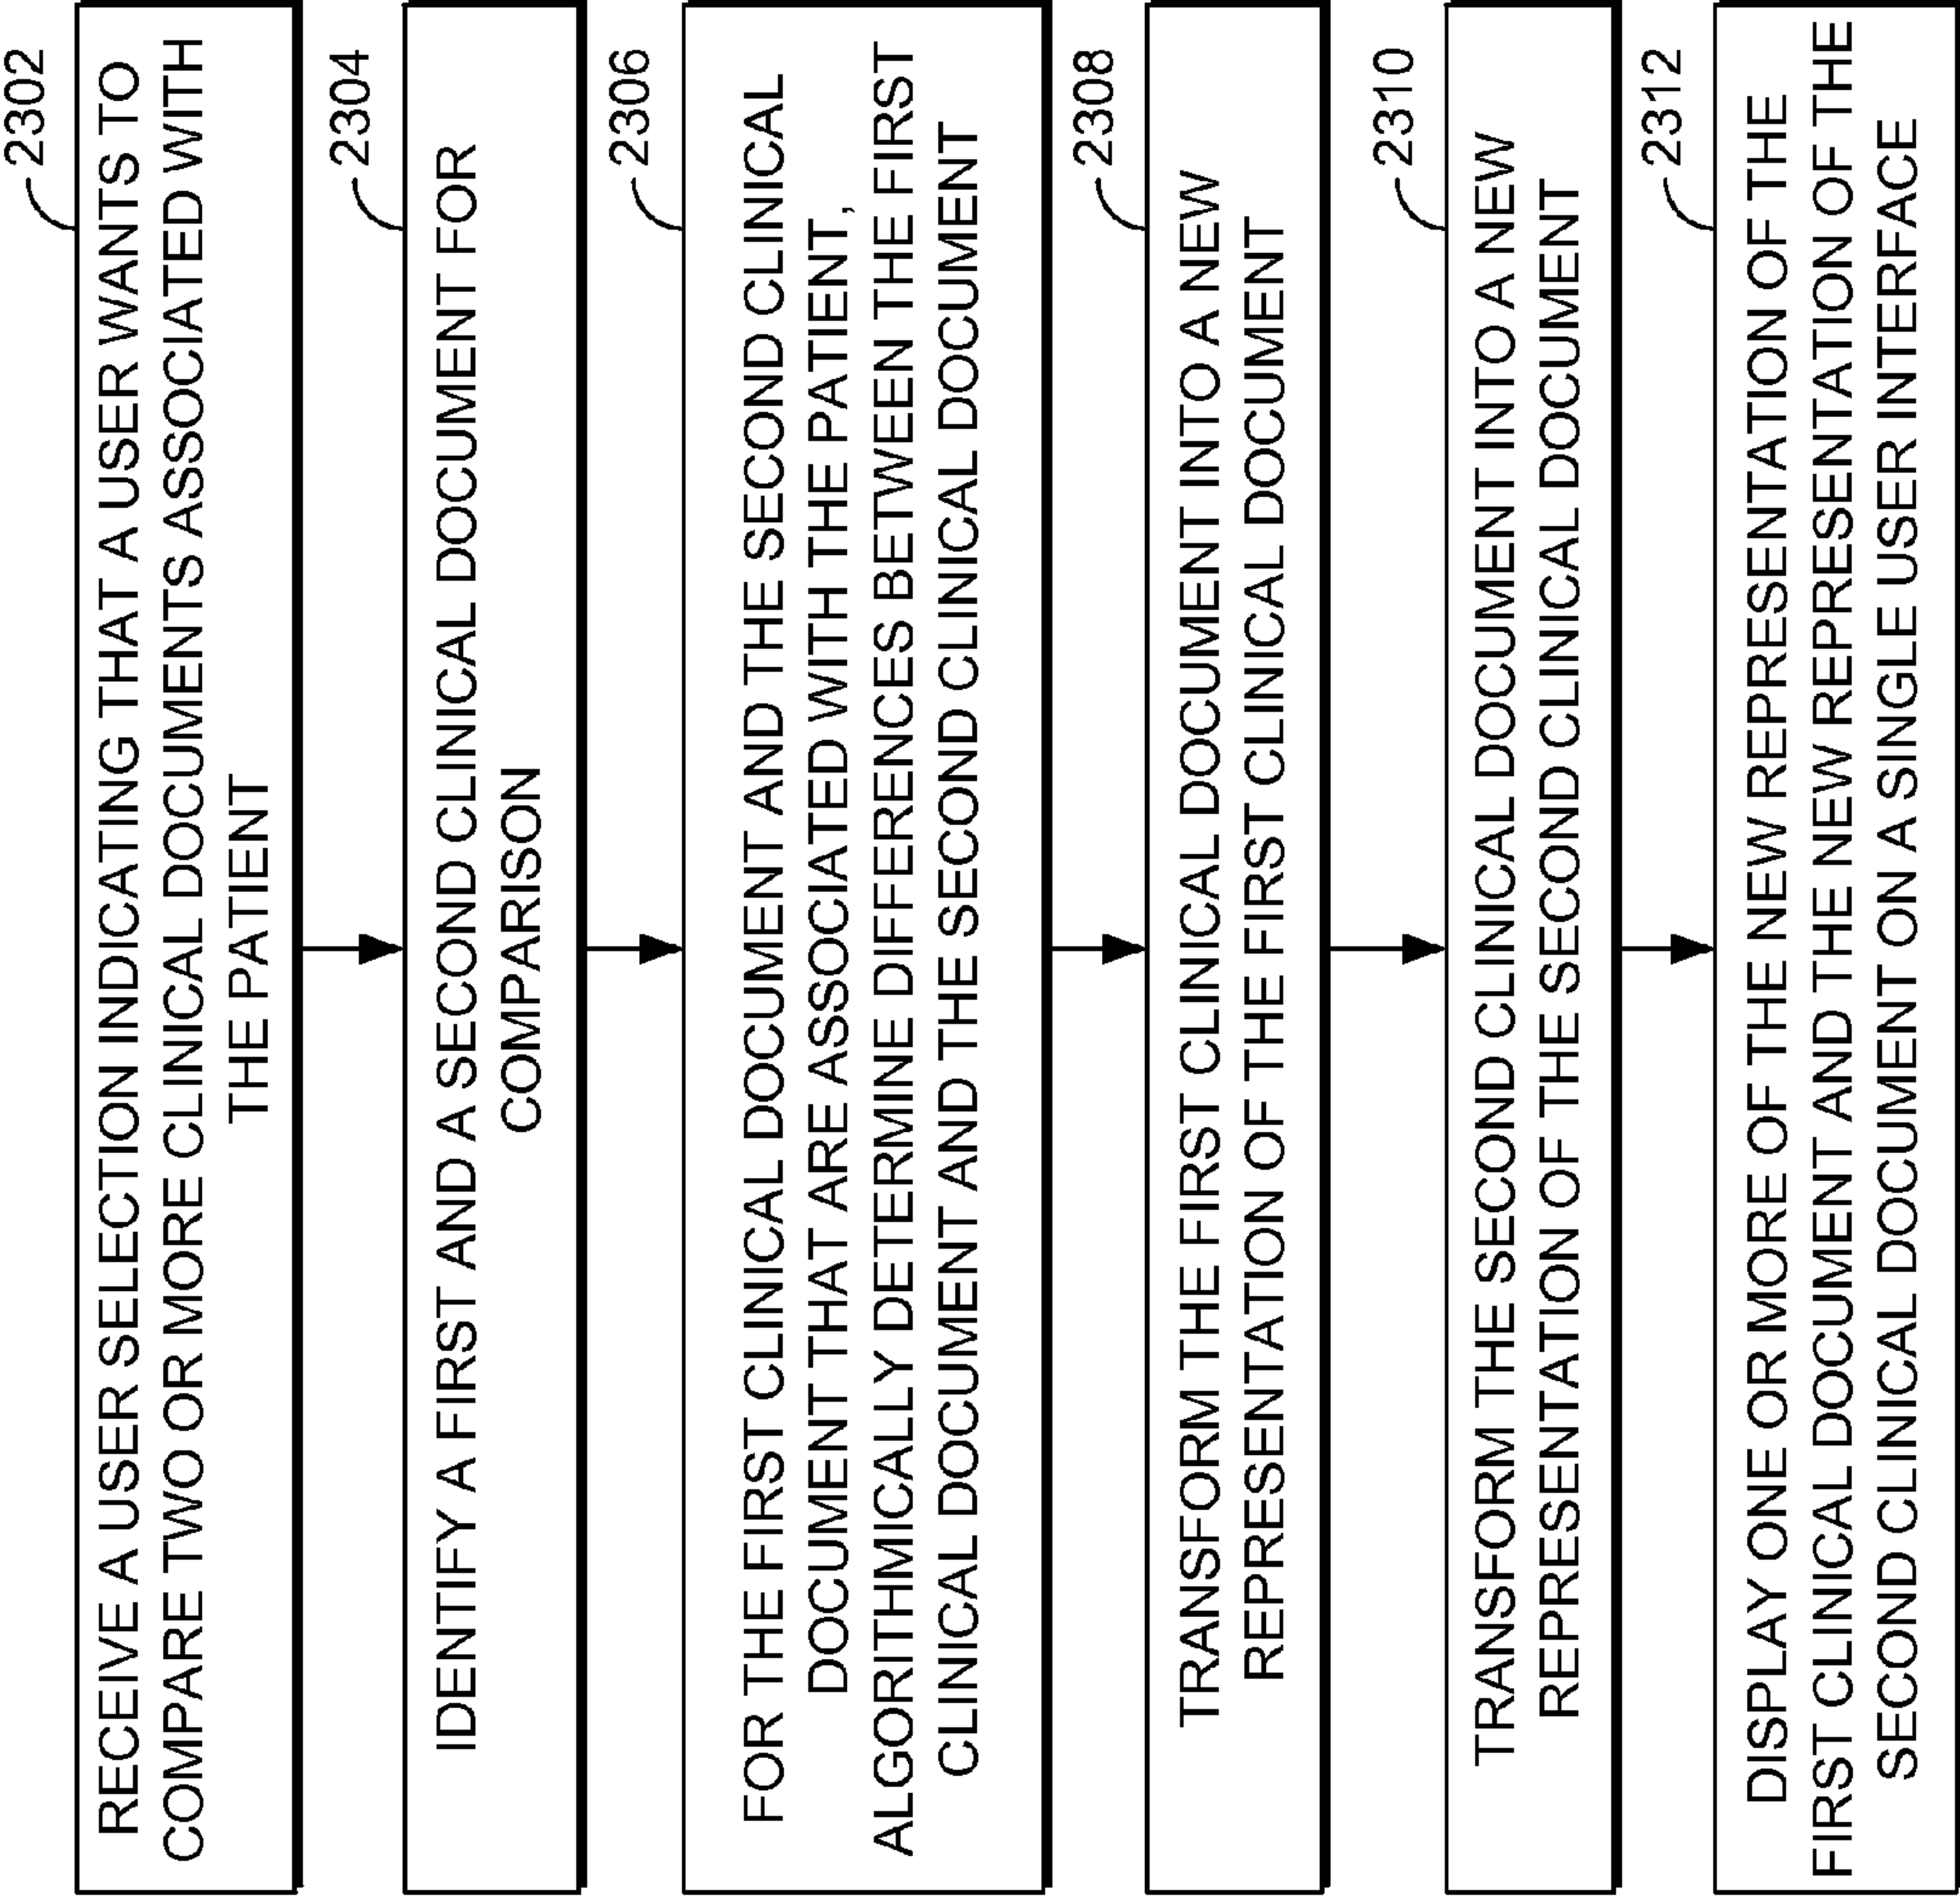 2302
RECEIVE A USER SELECTION INDICATING THAT A USER WANTS TO
COMPARE TWO OR MORE CLINICAL DOCUMENTS ASSOCIATED WITH
THE PATIENT
2304
IDENTIFY A FIRST AND A SECOND CLINICAL DOCUMENT FOR
COMPARISON
2306
FOR THE FIRST CLINICAL DOCUMENT AND THE SECOND CLINICAL
DOCUMENT THAT ARE ASSOCIATED WITH THE PATIENT,
ALGORITHMICALLY DETERMINE DIFFERENCES BETWEEN THE FIRST
CLINICAL DOCUMENT AND THE SECOND CLINICAL DOCUMENT
2308
TRANSFORM THE FIRST CLINICAL DOCUMENT INTO A NEW
REPRESENTATION OF THE FIRST CLINICAL DOCUMENT
2310
TRANSFORM THE SECOND CLINICAL DOCUMENT INTO A NEW
REPRESENTATION OF THE SECOND CLINICAL DOCUMENT
2312
DISPLAY ONE OR MORE OF THE NEW REPRESENTATION OF THE
FIRST CLINICAL DOCUMENT AND THE NEW REPRESENTATION OF THE
SECOND CLINICAL DOCUMENT ON A SINGLE USER INTERFACE